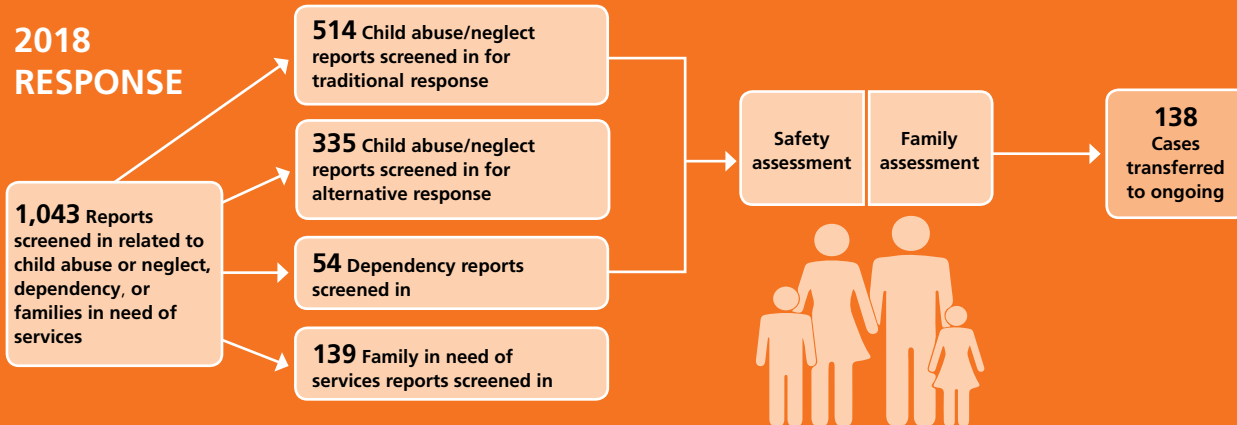 2018
RESPONSE
1,043 Reports
screened in related to
child abuse or neglect,
dependency, or
families in need of
services
514 Child abuse/neglect
reports screened in for
traditional response
335 Child abuse/neglect
reports screened in for
alternative response
54 Dependency reports
screened in
139 Family in need of
services reports screened in
Safety
assessment
Family
assessment
138
Cases
transferred
to ongoing